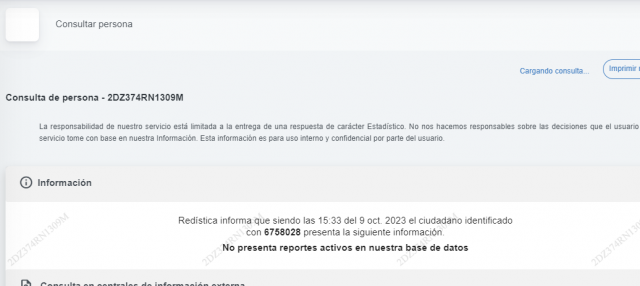 Consultar persona
Cargando consulta...
Imprimir
Consulta de persona - 2DZ374RN1309M
La responsabilidad de nuestro servicio está limitada a la entrega de una respuesta de carácter Estadístico. No nos hacemos responsables sobre las decisiones que el usuario
servicio tome con base en nuestra Información. Esta información es para uso interno y confidencial por parte del usuario.
Información
Redística informa que siendo las 15:33 del 9 oct. 2023 el ciudadano identificado
con 6758028 presenta la siguiente información.
No presenta reportes activos en nuestra base de datos
2DZ374RN1309M
2DZ374RN1309M
2DZ374RN1309M
2DZ374RN1309M
Consulta en centrales de información externa